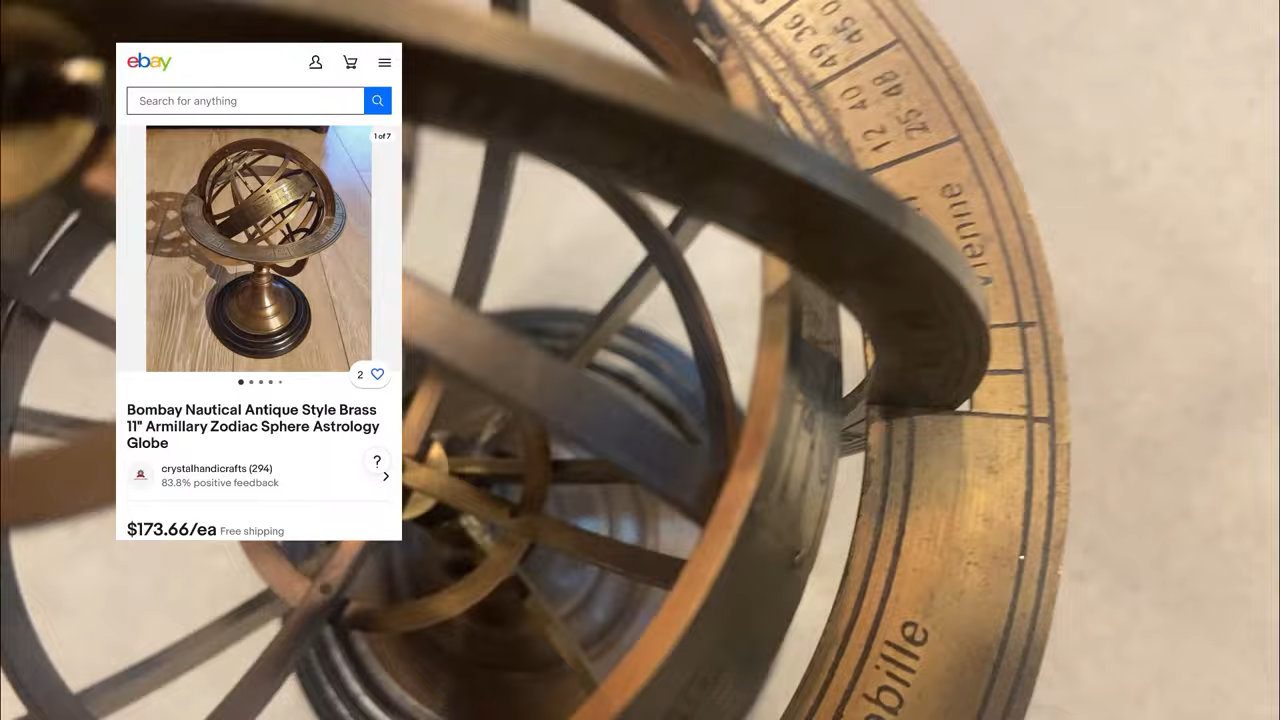 ebay
Search for anything
1 of 7
2
Bombay Nautical Antique Style Brass
11" Armillary Zodiac Sphere Astrology
Globe
?
crystalhandicrafts (294)
83.8% positive feedback
$173.66/ea Free shipping
45 0
49 36
25 48
12 40
vienne